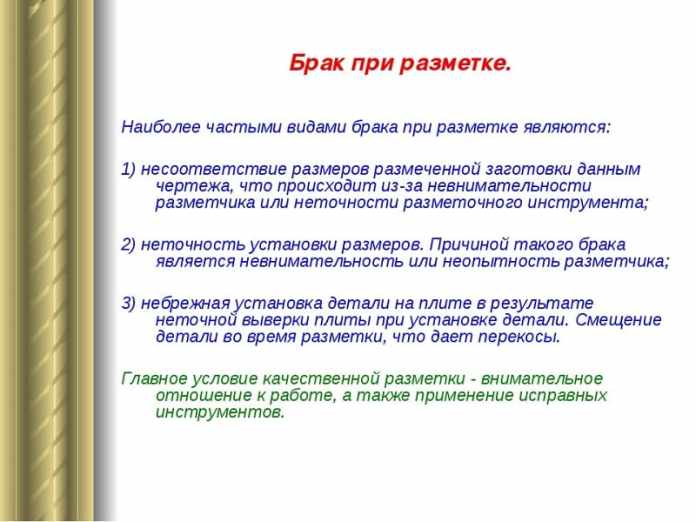 Брак при разметке.
Наиболее частыми видами брака при разметке являются:
1) несоответствие размеров размеченной заготовки данным
чертежа, что происходит из-за невнимательности
разметчика или неточности разметочного инструмента;
2) неточность установки размеров. Причиной такого брака
является невнимательность или неопытность разметчика;
3) небрежная установка детали на плите в результате
неточной выверки плиты при установке детали. Смещение
детали во время разметки, что дает перекосы.
Главное условие качественной разметки - внимательное
отношение к работе, а также применение исправных
инструментов.